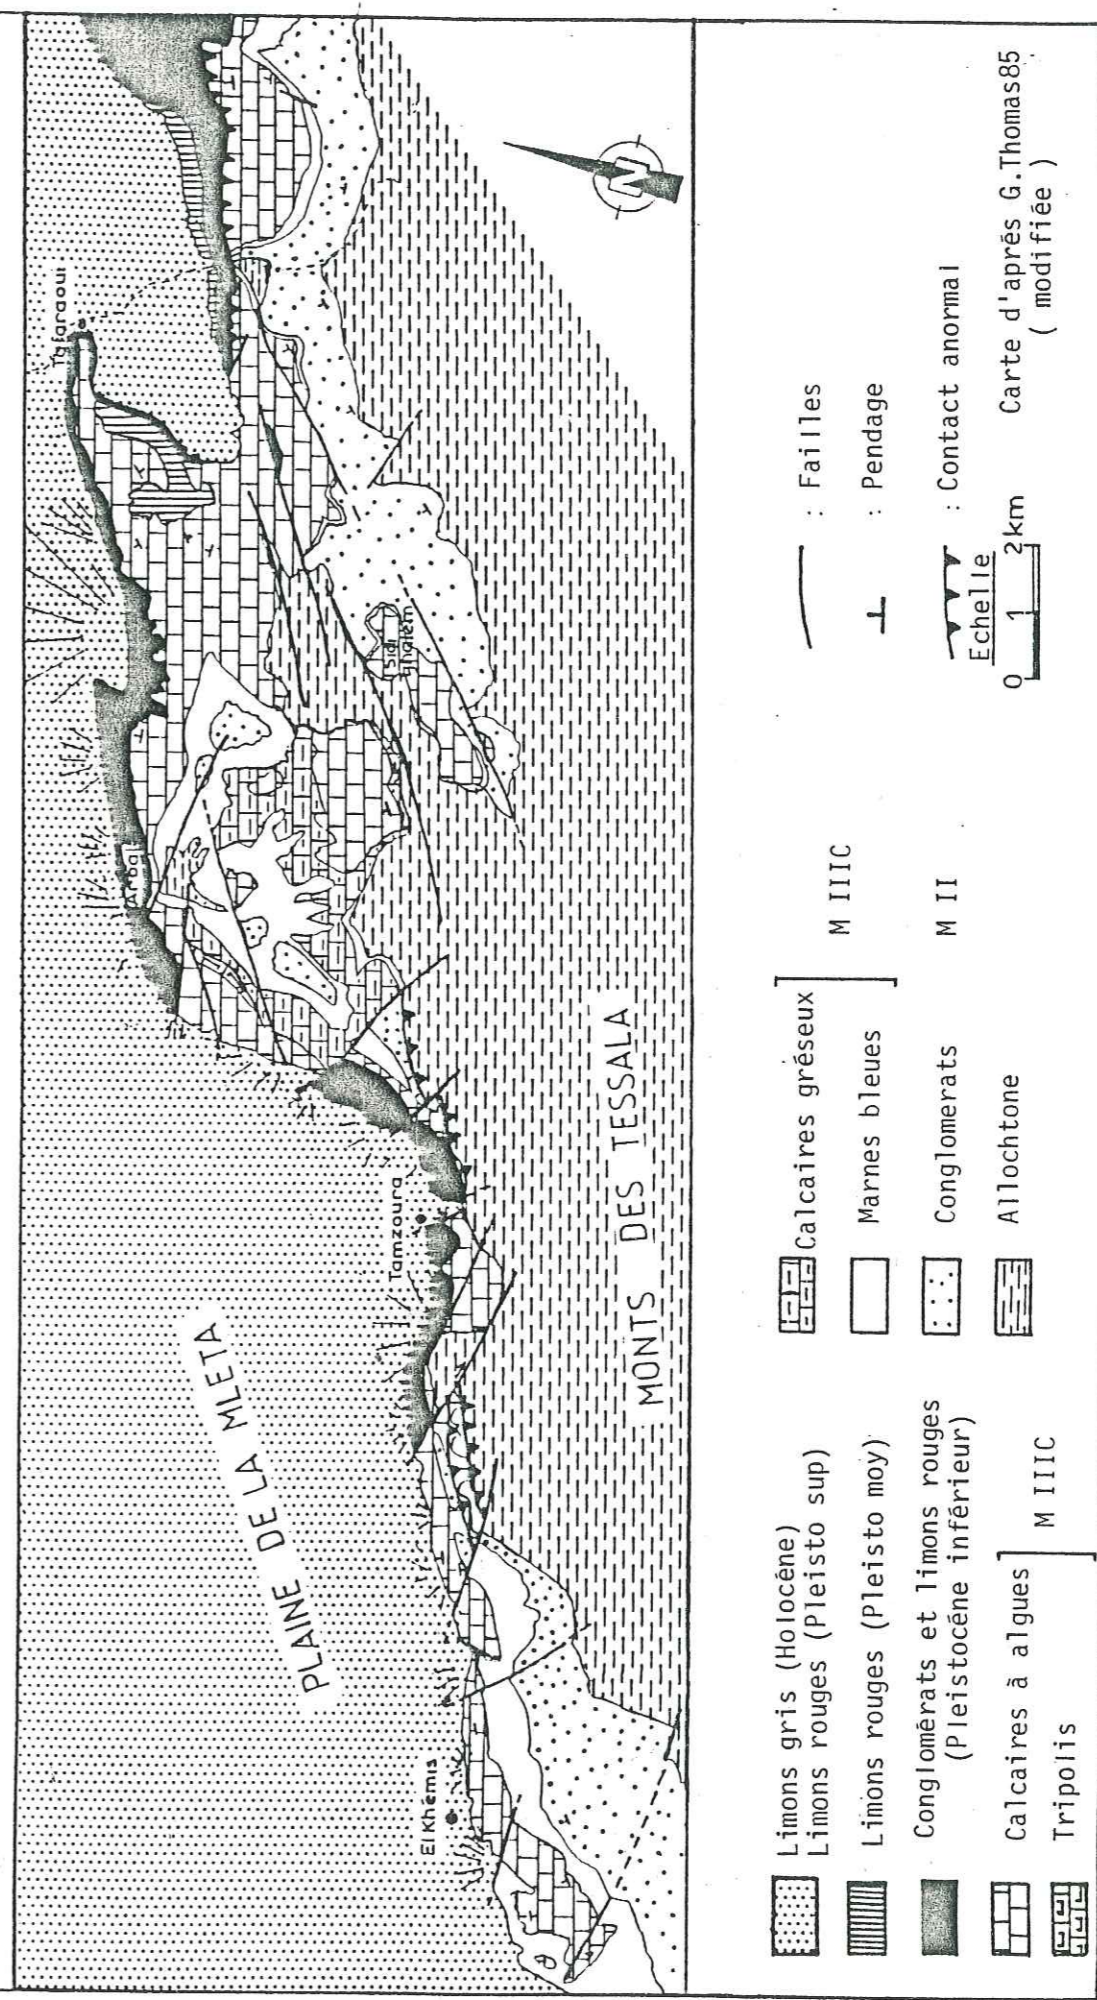 Tafaraoui
Arbal
Sidi
Ghalem
Tamzoura
El Khémis
PLAINE DE LA MLETA
MONTS DES TESSALA
N
Limons gris (Holocéne)
Limons rouges (Pleisto sup)
Limons rouges (Pleisto moy)
Conglomérats et limons rouges
(Pleistocéne inférieur)
Calcaires à algues
Tripolis
M IIIC
Calcaires gréseux
Marnes bleues
M IIIC
Conglomerats
M II
Allochtone
: Failles
: Pendage
: Contact anormal
Echelle
0 1 2km
Carte d'aprés G.Thomas85
( modifiée )